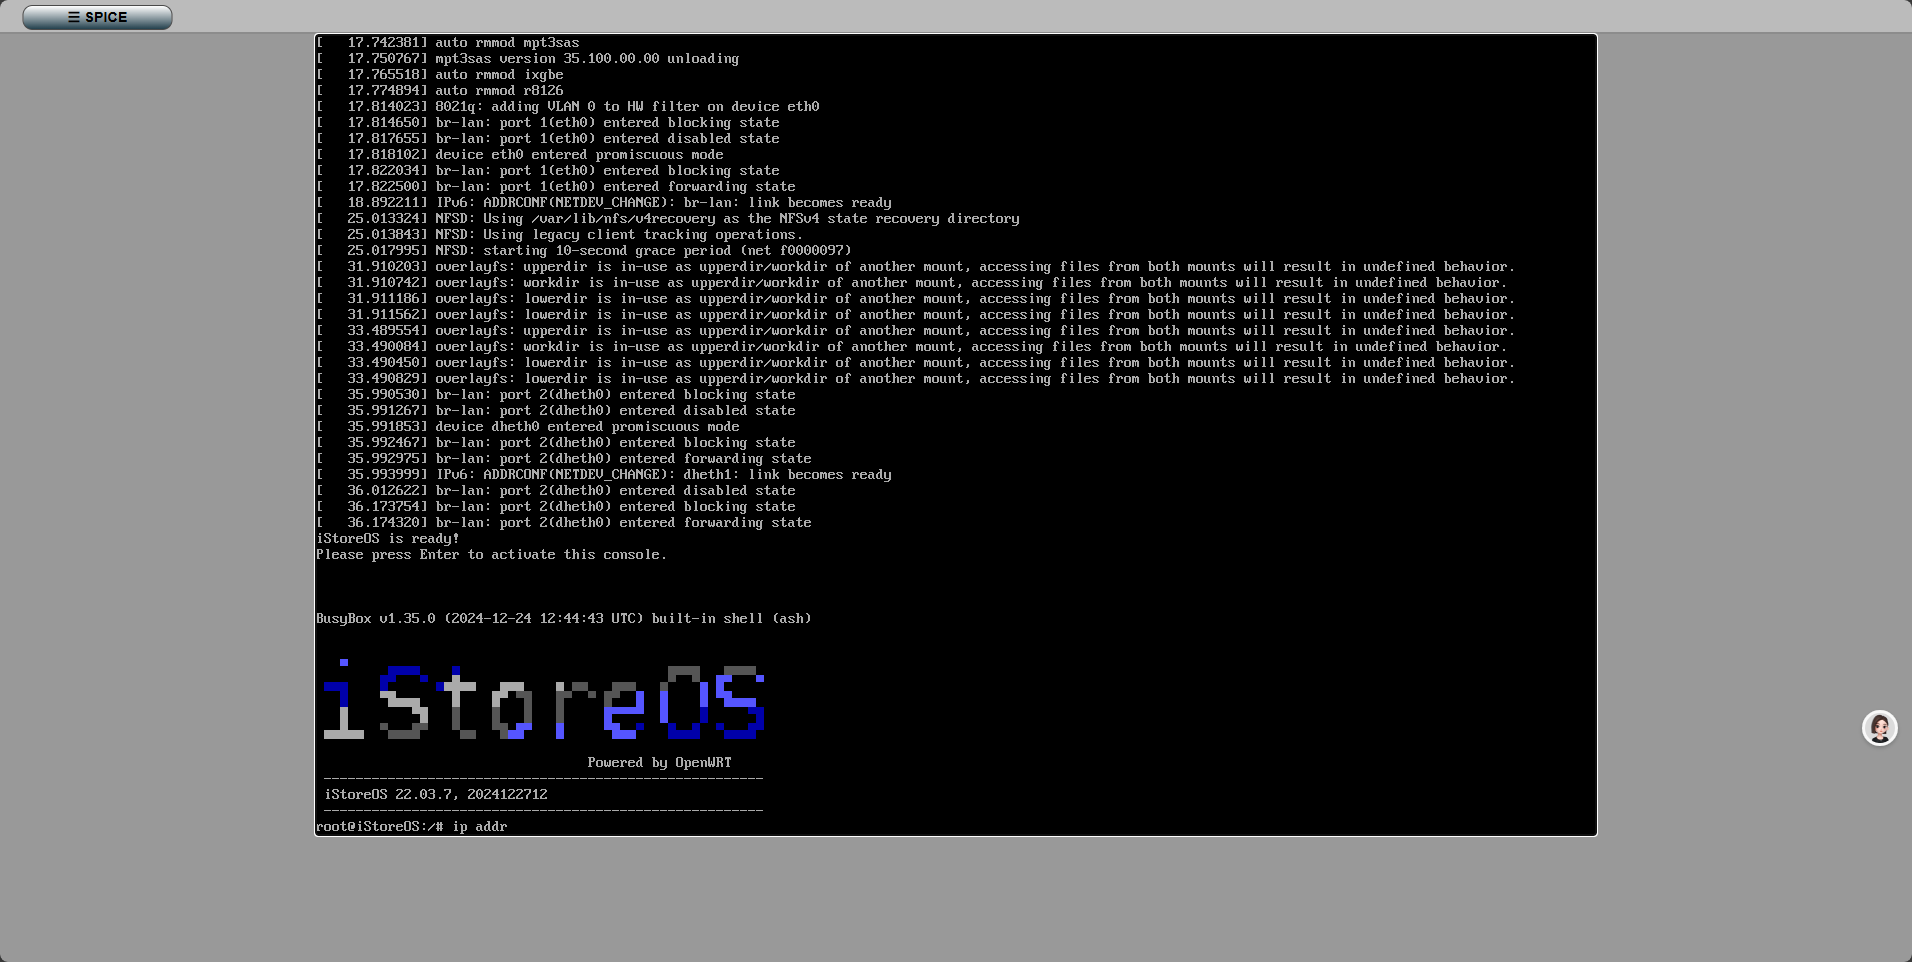 ☰ SPICE
[   17.742381] auto rmmod mpt3sas
[   17.750767] mpt3sas version 35.100.00.00 unloading
[   17.765518] auto rmmod ixgbe
[   17.774894] auto rmmod r8126
[   17.814023] 8021q: adding VLAN 0 to HW filter on device eth0
[   17.814650] br-lan: port 1(eth0) entered blocking state
[   17.817655] br-lan: port 1(eth0) entered disabled state
[   17.818102] device eth0 entered promiscuous mode
[   17.822034] br-lan: port 1(eth0) entered blocking state
[   17.822500] br-lan: port 1(eth0) entered forwarding state
[   18.892211] IPv6: ADDRCONF(NETDEV_CHANGE): br-lan: link becomes ready
[   25.013324] NFSD: Using /var/lib/nfs/v4recovery as the NFSv4 state recovery directory
[   25.013843] NFSD: Using legacy client tracking operations.
[   25.017995] NFSD: starting 10-second grace period (net f0000097)
[   31.910203] overlayfs: upperdir is in-use as upperdir/workdir of another mount, accessing files from both mounts will result in undefined behavior.
[   31.910742] overlayfs: workdir is in-use as upperdir/workdir of another mount, accessing files from both mounts will result in undefined behavior.
[   31.911186] overlayfs: lowerdir is in-use as upperdir/workdir of another mount, accessing files from both mounts will result in undefined behavior.
[   31.911562] overlayfs: lowerdir is in-use as upperdir/workdir of another mount, accessing files from both mounts will result in undefined behavior.
[   33.489554] overlayfs: upperdir is in-use as upperdir/workdir of another mount, accessing files from both mounts will result in undefined behavior.
[   33.490084] overlayfs: workdir is in-use as upperdir/workdir of another mount, accessing files from both mounts will result in undefined behavior.
[   33.490450] overlayfs: lowerdir is in-use as upperdir/workdir of another mount, accessing files from both mounts will result in undefined behavior.
[   33.490829] overlayfs: lowerdir is in-use as upperdir/workdir of another mount, accessing files from both mounts will result in undefined behavior.
[   35.990530] br-lan: port 2(dheth0) entered blocking state
[   35.991267] br-lan: port 2(dheth0) entered disabled state
[   35.991853] device dheth0 entered promiscuous mode
[   35.992467] br-lan: port 2(dheth0) entered blocking state
[   35.992975] br-lan: port 2(dheth0) entered forwarding state
[   35.993999] IPv6: ADDRCONF(NETDEV_CHANGE): dheth1: link becomes ready
[   36.012622] br-lan: port 2(dheth0) entered disabled state
[   36.173754] br-lan: port 2(dheth0) entered blocking state
[   36.174320] br-lan: port 2(dheth0) entered forwarding state
iStoreOS is ready!
Please press Enter to activate this console.
BusyBox v1.35.0 (2024-12-24 12:44:43 UTC) built-in shell (ash)
iStoreOS
Powered by OpenWRT
-------------------------------------------------------
iStoreOS 22.03.7, 2024122712
-------------------------------------------------------
root@iStoreOS:/# ip addr